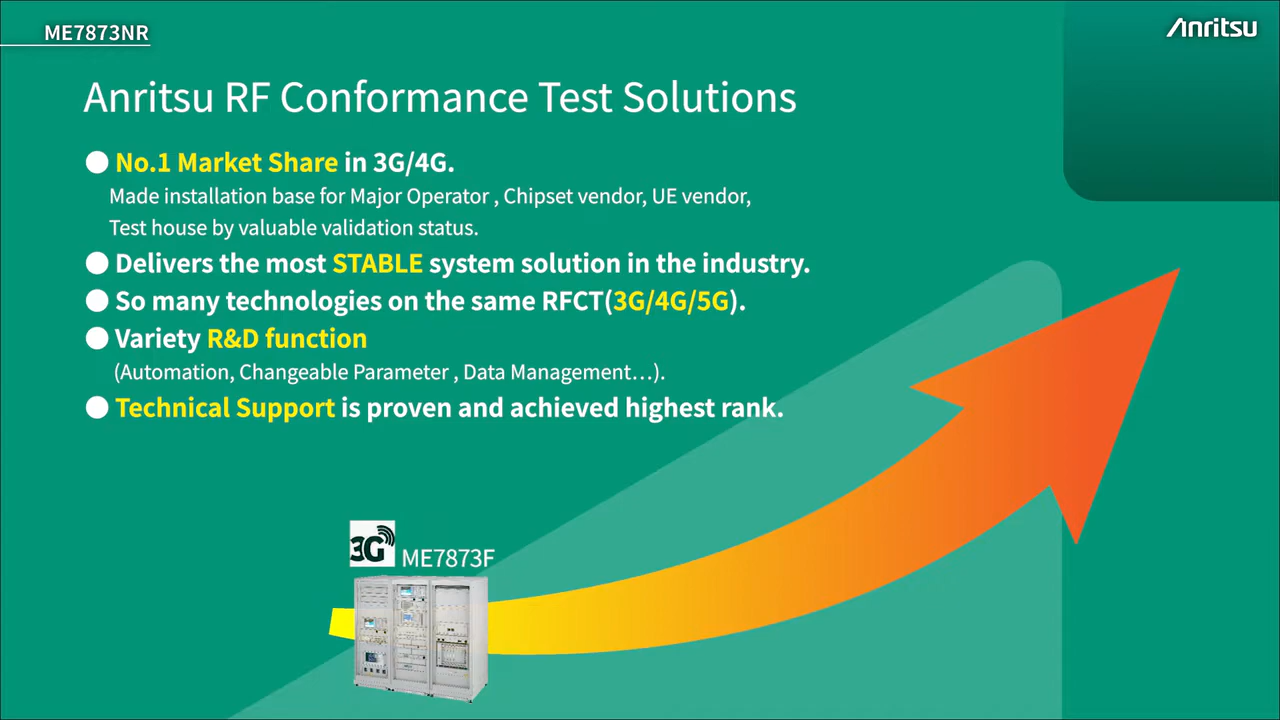 ME7873NR
Anritsu
Anritsu RF Conformance Test Solutions
● No.1 Market Share in 3G/4G.
Made installation base for Major Operator , Chipset vendor, UE vendor,
Test house by valuable validation status.
● Delivers the most STABLE system solution in the industry.
● So many technologies on the same RFCT(3G/4G/5G).
● Variety R&D function
(Automation, Changeable Parameter , Data Management…).
● Technical Support is proven and achieved highest rank.
3G
ME7873F